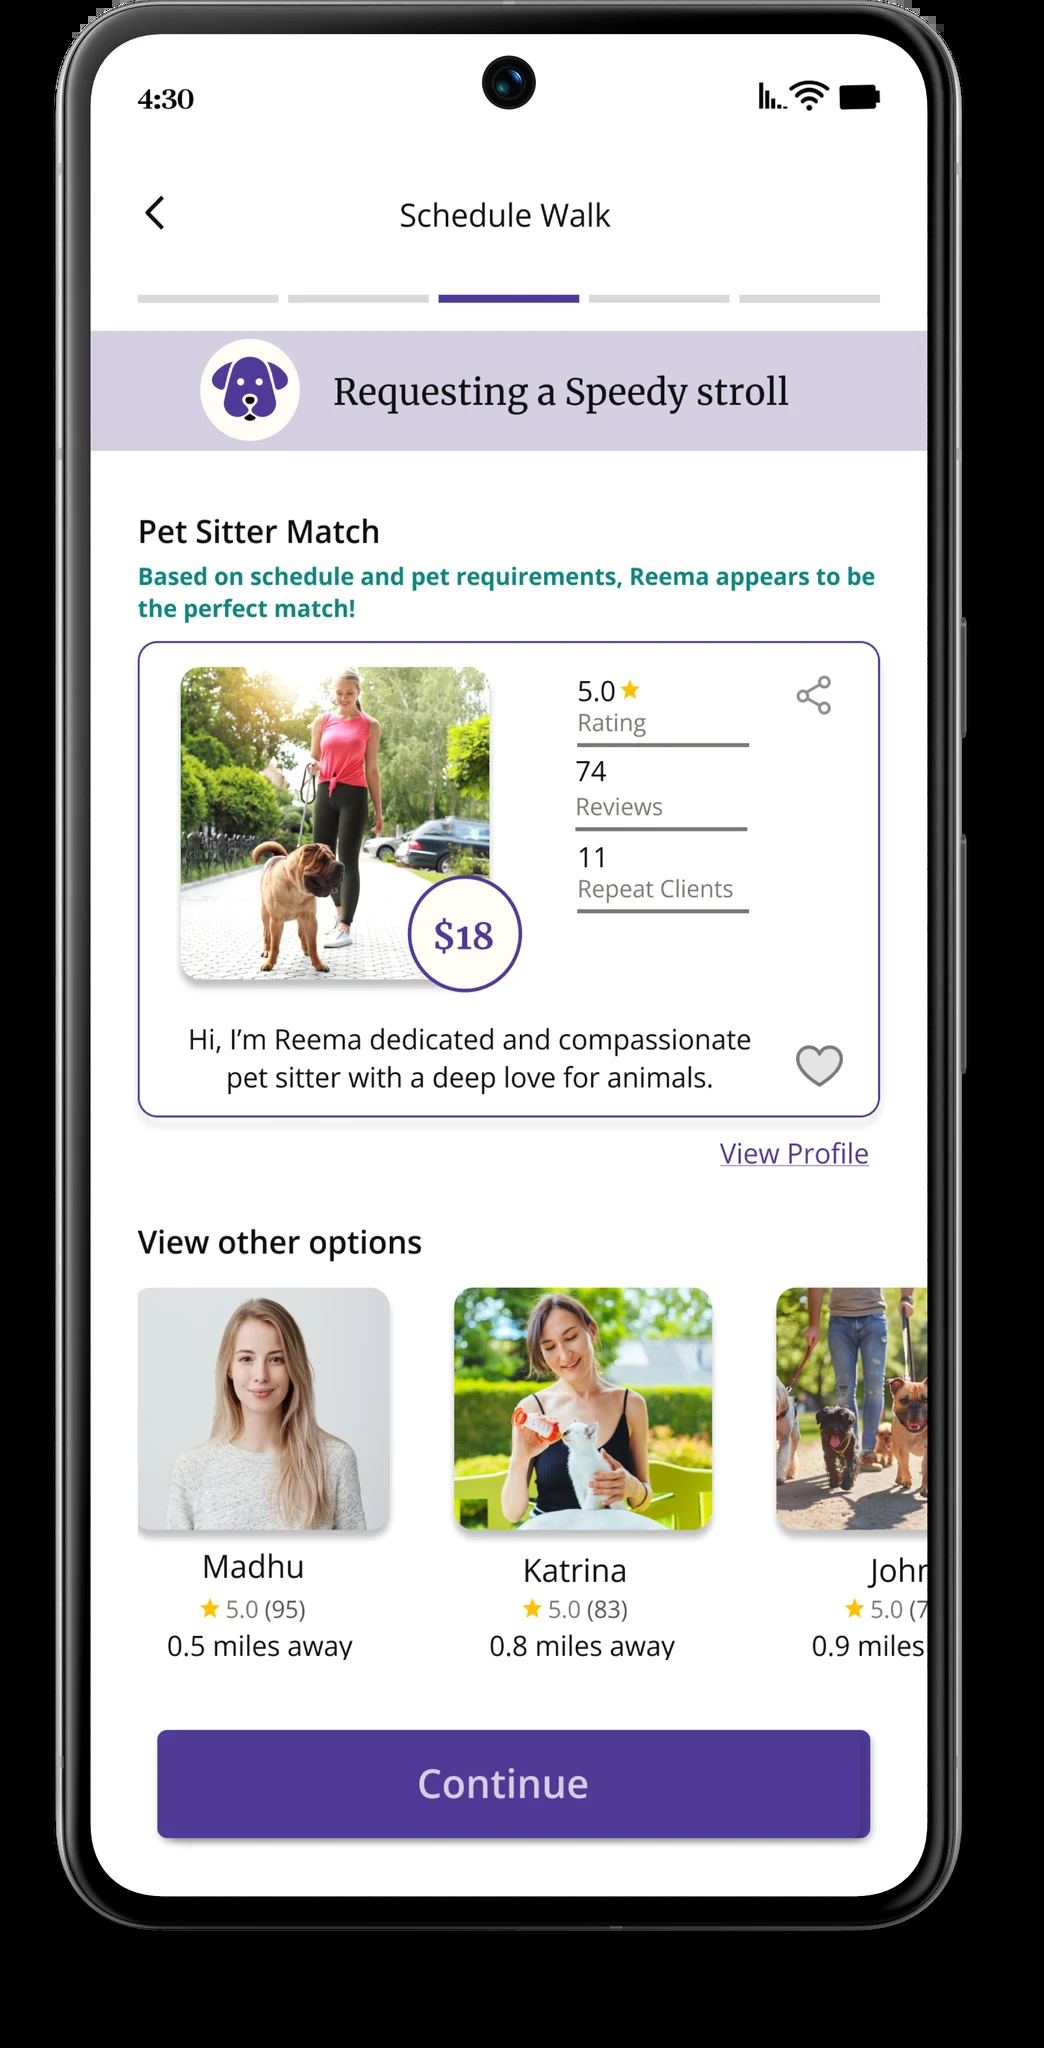 4:30
Schedule Walk
Requesting a Speedy stroll
Pet Sitter Match
Based on schedule and pet requirements, Reema appears to be
the perfect match!
5.0
Rating
74
Reviews
11
Repeat Clients
$18
Hi, I’m Reema dedicated and compassionate
pet sitter with a deep love for animals.
View Profile
View other options
Madhu
5.0 (95)
0.5 miles away
Katrina
5.0 (83)
0.8 miles away
5.0 (7
0.9 miles
Continue